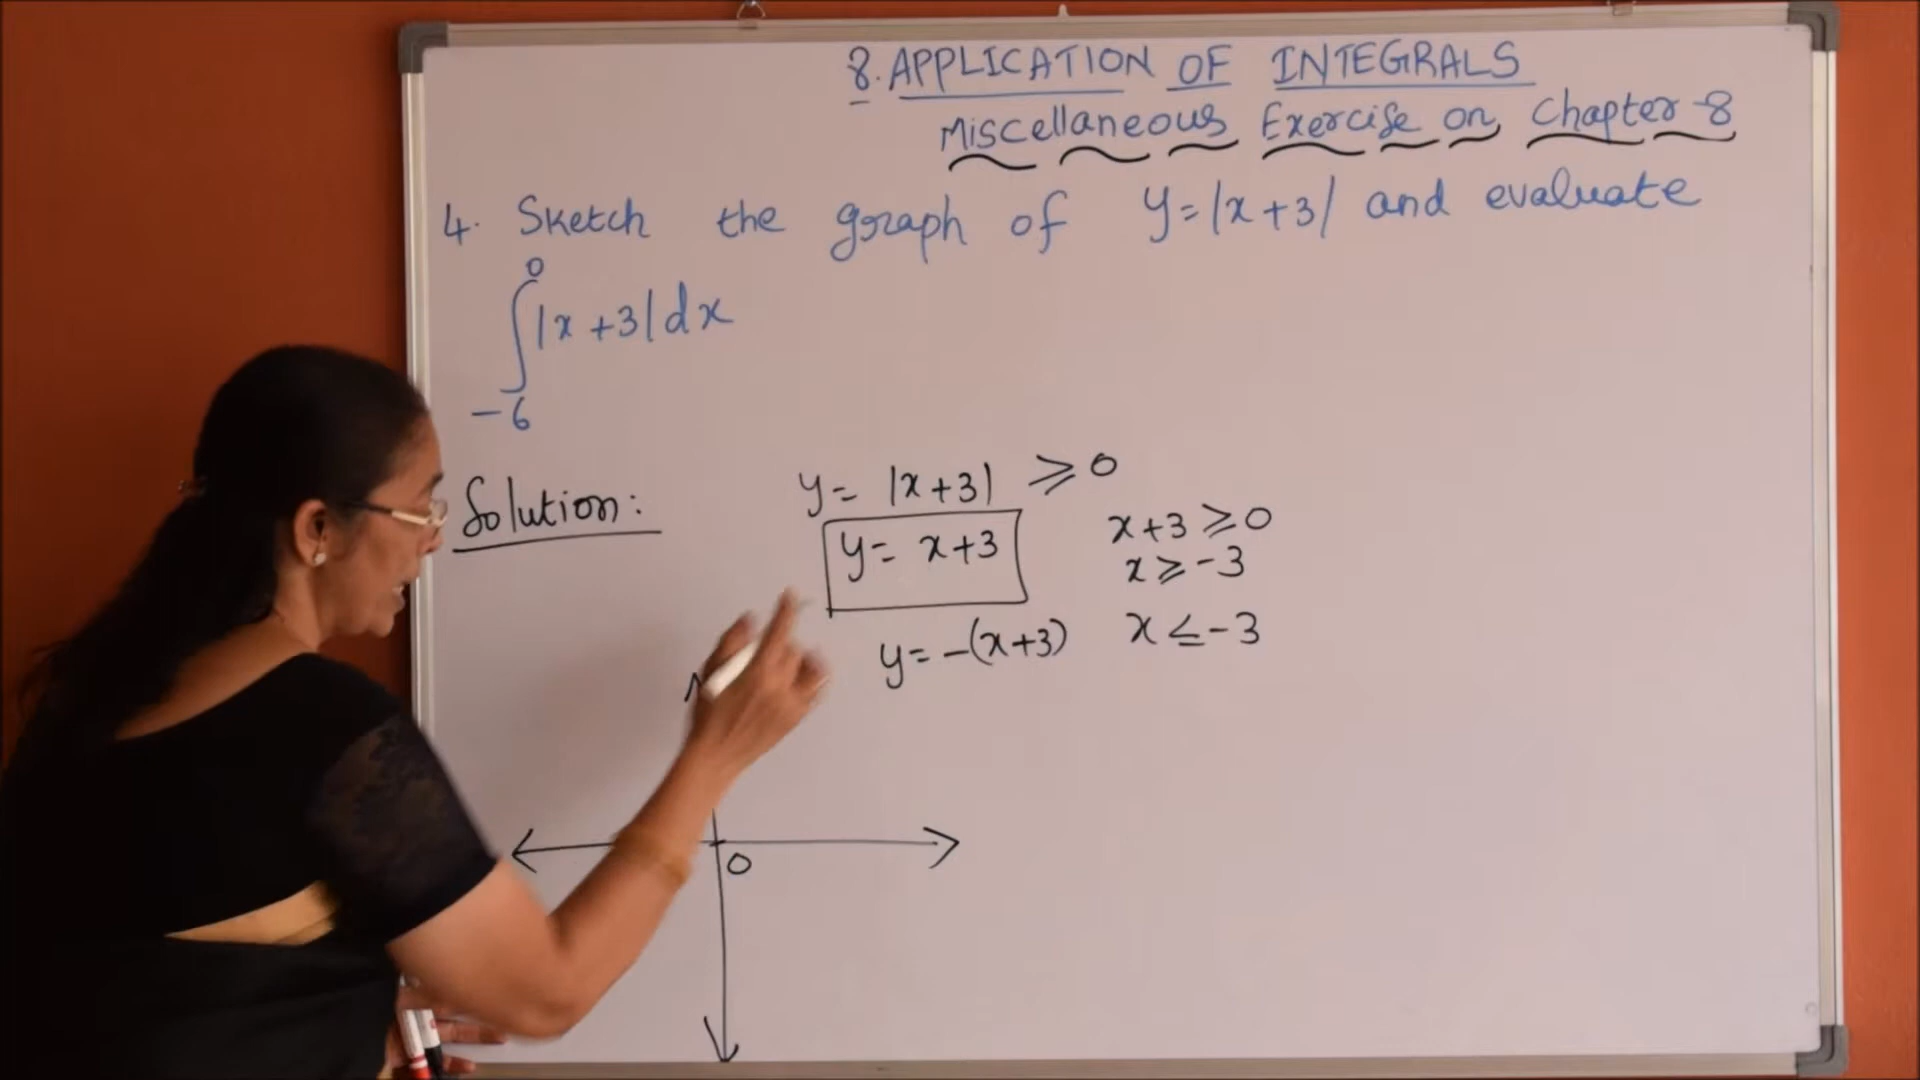 8. APPLICATION OF INTEGRALS
Miscellaneous Exercise on Chapter-8
4. Sketch the graph of y=|x+3| and evaluate
0
∫|x+3|dx
-6
Solution:
y= |x+3| ≥ 0
y= x+3
x+3 ≥ 0
x ≥ -3
y= -(x+3) x ≤ -3
0